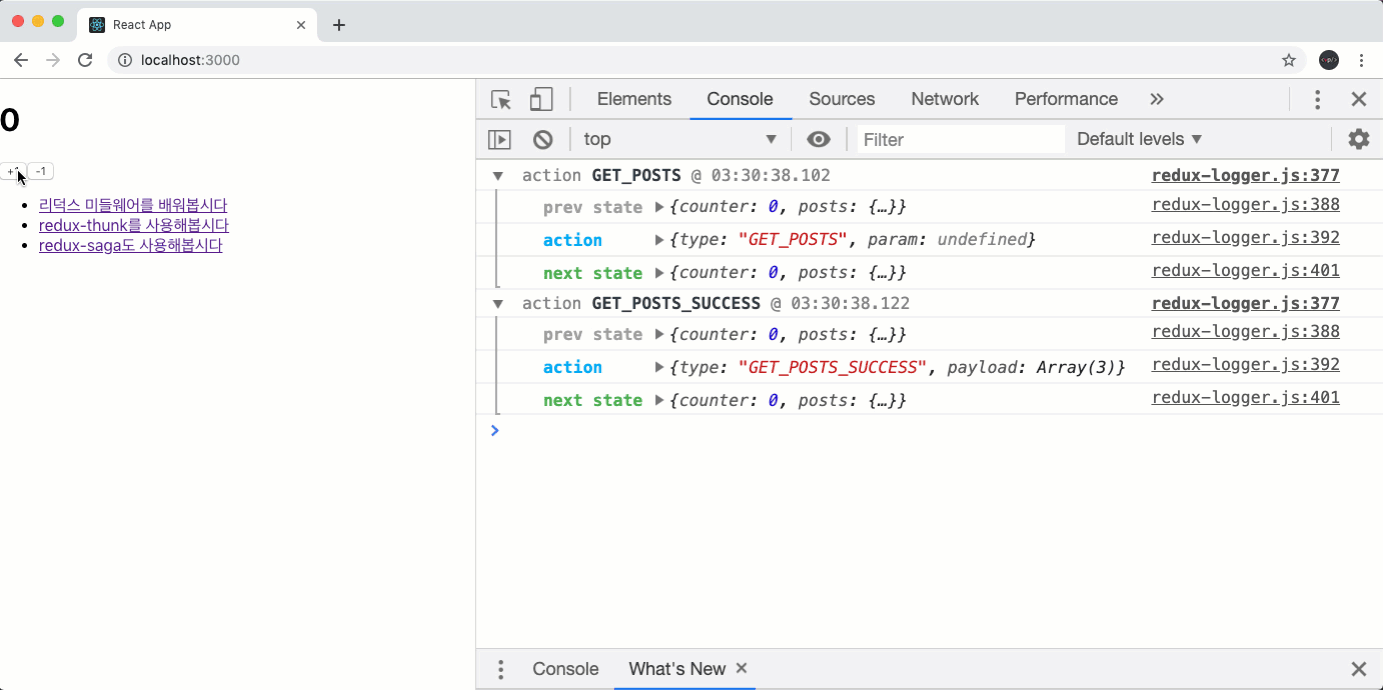 React App
localhost:3000
Elements Console Sources Network Performance
top Filter Default levels
0
-1
리덕스 미들웨어를 배워봅시다
redux-thunk를 사용해봅시다
redux-saga도 사용해봅시다
action GET_POSTS @ 03:30:38.102 redux-logger.js:377
prev state {counter: 0, posts: {…}} redux-logger.js:388
action {type: "GET_POSTS", param: undefined} redux-logger.js:392
next state {counter: 0, posts: {…}} redux-logger.js:401
action GET_POSTS_SUCCESS @ 03:30:38.122 redux-logger.js:377
prev state {counter: 0, posts: {…}} redux-logger.js:388
action {type: "GET_POSTS_SUCCESS", payload: Array(3)} redux-logger.js:392
next state {counter: 0, posts: {…}} redux-logger.js:401
Console What's New